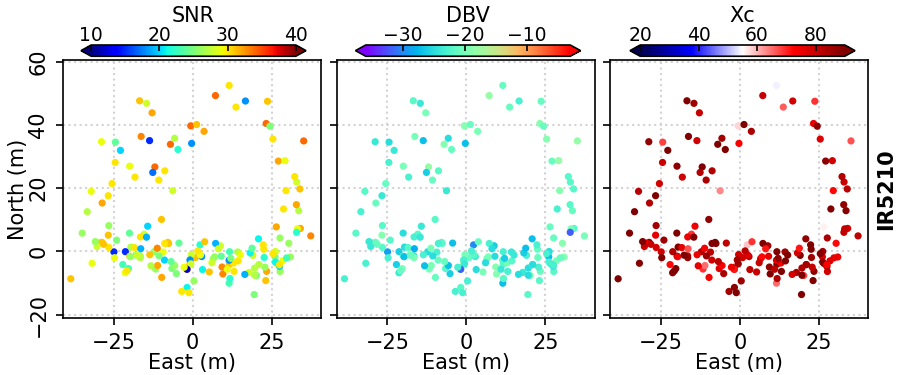 SNR DBV Xc
10 20 30 40 −30 −20 −10 20 40 60 80
60
40
20
0
−20
North (m)
IR5210
−25 0 25 −25 0 25 −25 0 25
East (m) East (m) East (m)